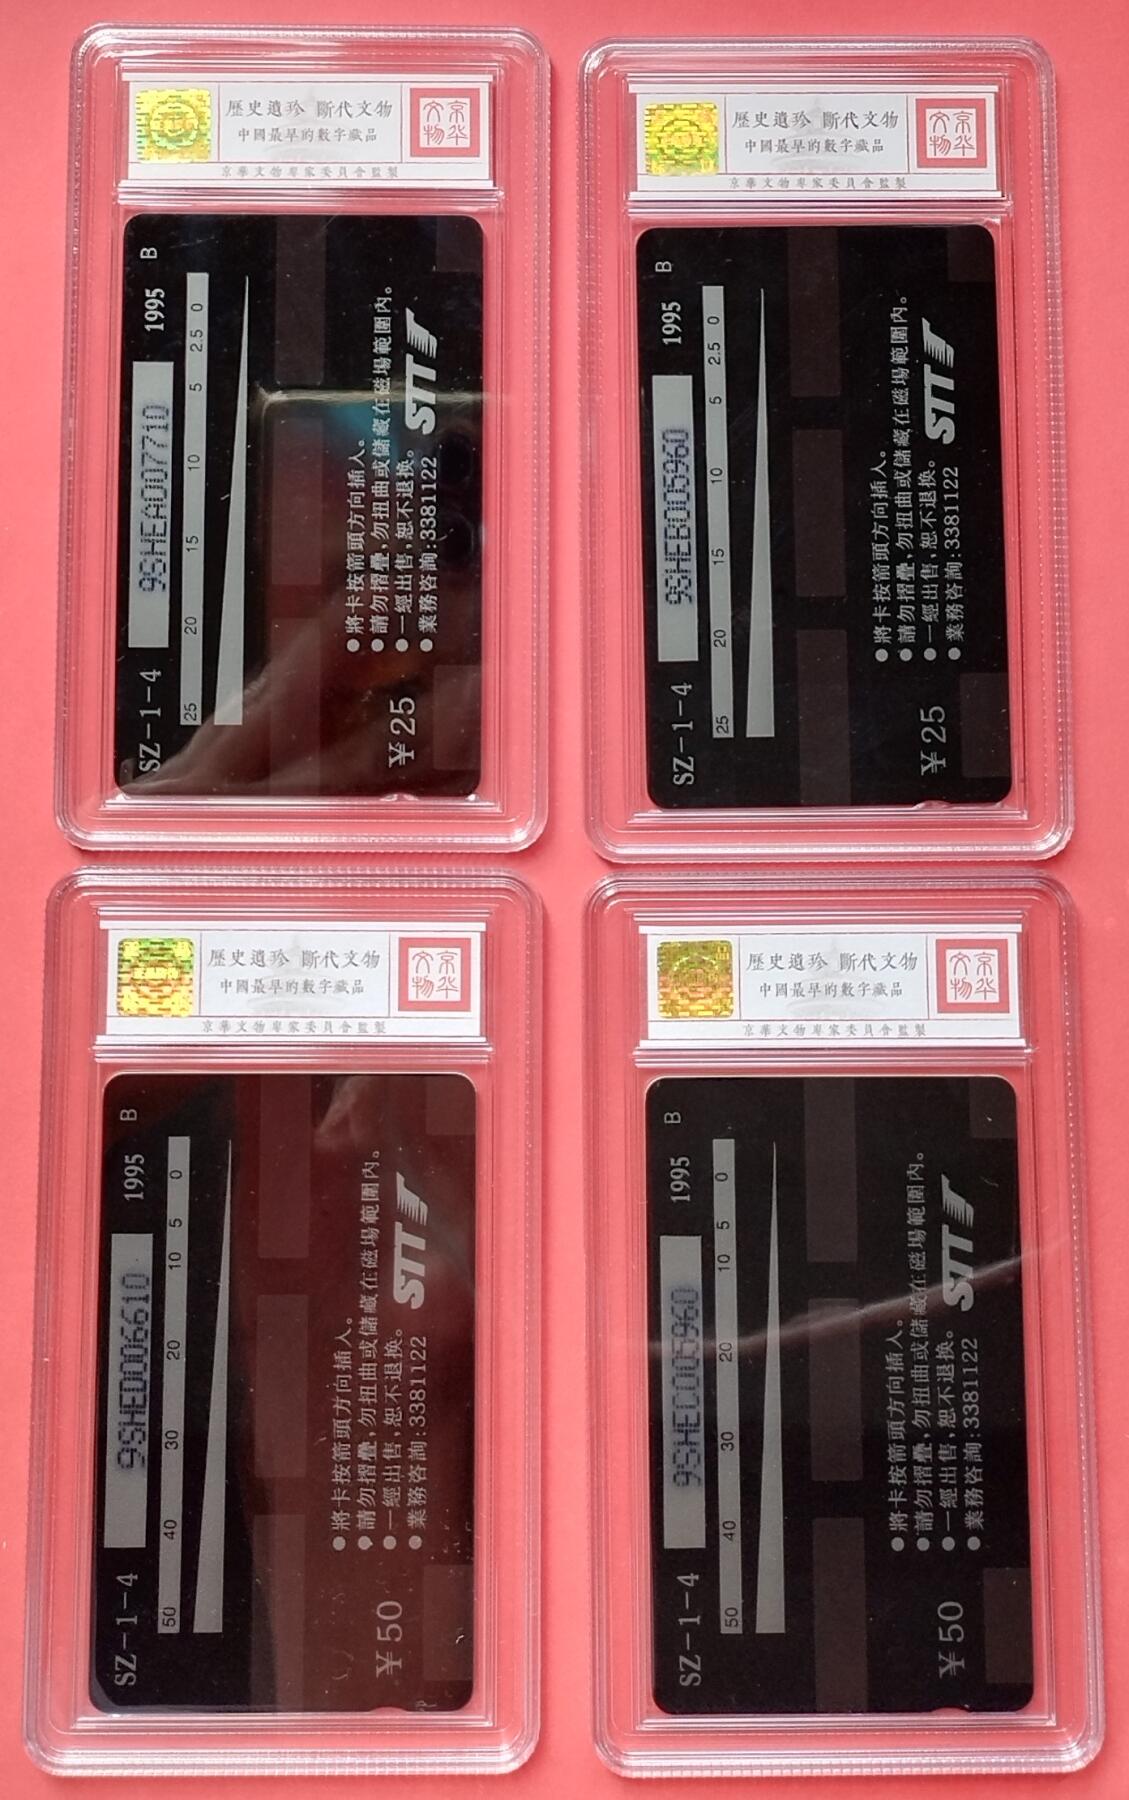 歷史遺珍 斷代文物
中國最早的數字藏品
京華文物專家委員會監製
京华
文物
SZ-1-4
9SHEA007710
1995
B
25 20 15 10 5 2.5 0
●將卡按箭頭方向插入。
●請勿摺疊,勿扭曲或儲藏在磁場範圍內。
●一經出售,恕不退換。
●業務咨詢:3381122
¥25
STT
歷史遺珍 斷代文物
中國最早的數字藏品
京華文物專家委員會監製
京华
文物
SZ-1-4
9SHEB005960
1995
B
25 20 15 10 5 2.5 0
●將卡按箭頭方向插入。
●請勿摺疊,勿扭曲或儲藏在磁場範圍內。
●一經出售,恕不退換。
●業務咨詢:3381122
¥25
STT
歷史遺珍 斷代文物
中國最早的數字藏品
京華文物專家委員會監製
京华
文物
SZ-1-4
9SHED006610
1995
B
50 40 30 20 10 5 0
●將卡按箭頭方向插入。
●請勿摺疊,勿扭曲或儲藏在磁場範圍內。
●一經出售,恕不退換。
●業務咨詢:3381122
¥50
STT
歷史遺珍 斷代文物
中國最早的數字藏品
京華文物專家委員會監製
京华
文物
SZ-1-4
9SHEC005960
1995
B
50 40 30 20 10 5 0
●將卡按箭頭方向插入。
●請勿摺疊,勿扭曲或儲藏在磁場範圍內。
●一經出售,恕不退換。
●業務咨詢:3381122
¥50
STT